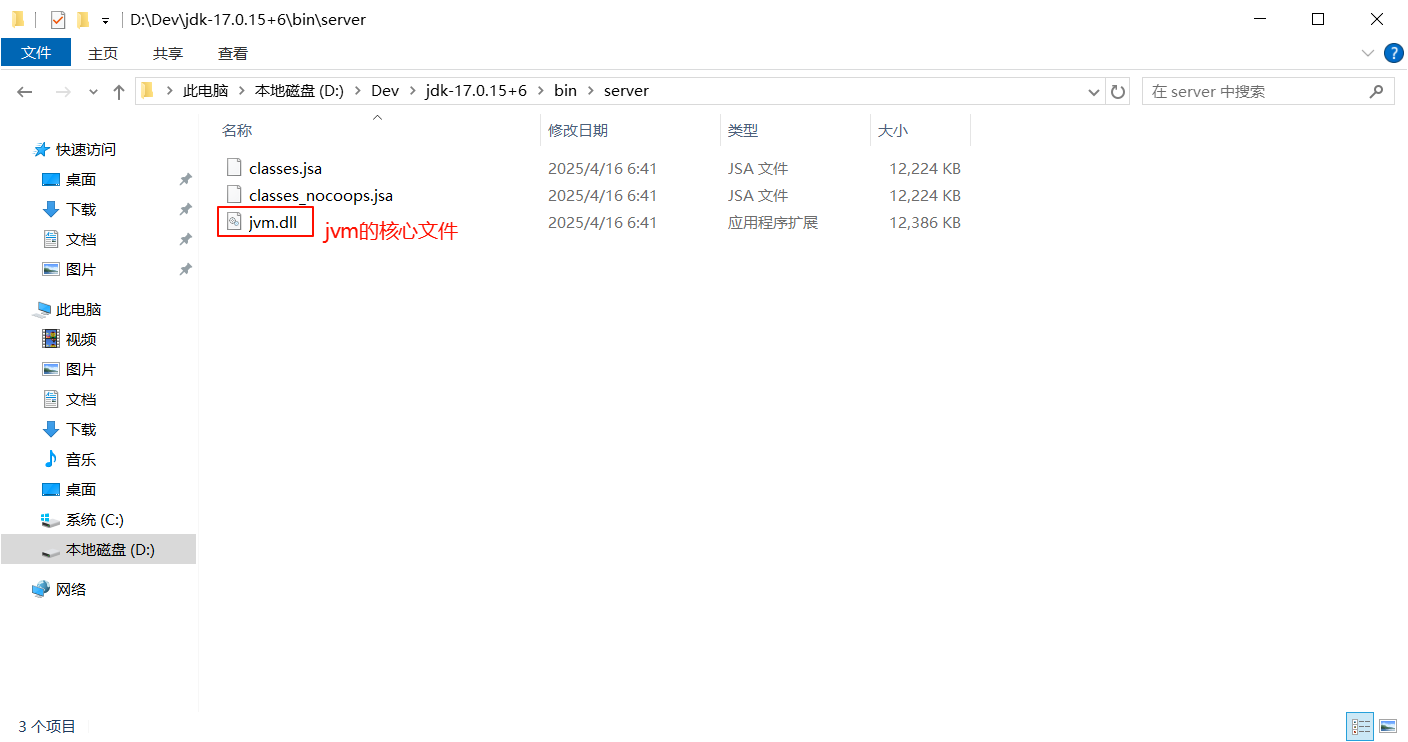 D:\Dev\jdk-17.0.15+6\bin\server
文件 主页 共享 查看
此电脑 本地磁盘 (D:) Dev jdk-17.0.15+6 bin server
在 server 中搜索
名称 修改日期 类型 大小
classes.jsa 2025/4/16 6:41 JSA 文件 12,224 KB
classes_nocoops.jsa 2025/4/16 6:41 JSA 文件 12,224 KB
jvm.dll 2025/4/16 6:41 应用程序扩展 12,386 KB
jvm的核心文件
快速访问
桌面
下载
文档
图片
此电脑
视频
图片
文档
下载
音乐
桌面
系统 (C:)
本地磁盘 (D:)
网络
3 个项目